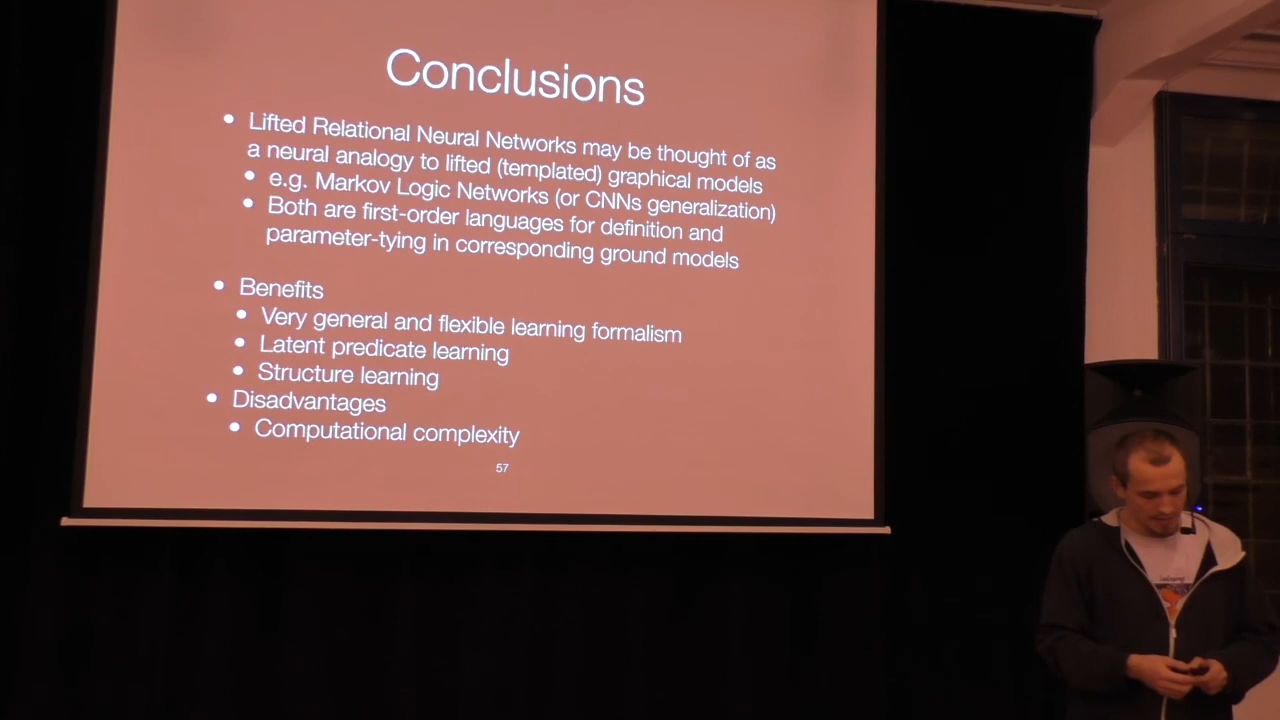 Conclusions
• Lifted Relational Neural Networks may be thought of as
a neural analogy to lifted (templated) graphical models
• e.g. Markov Logic Networks (or CNNs generalization)
• Both are first-order languages for definition and
parameter-tying in corresponding ground models
• Benefits
• Very general and flexible learning formalism
• Latent predicate learning
• Structure learning
• Disadvantages
• Computational complexity
57